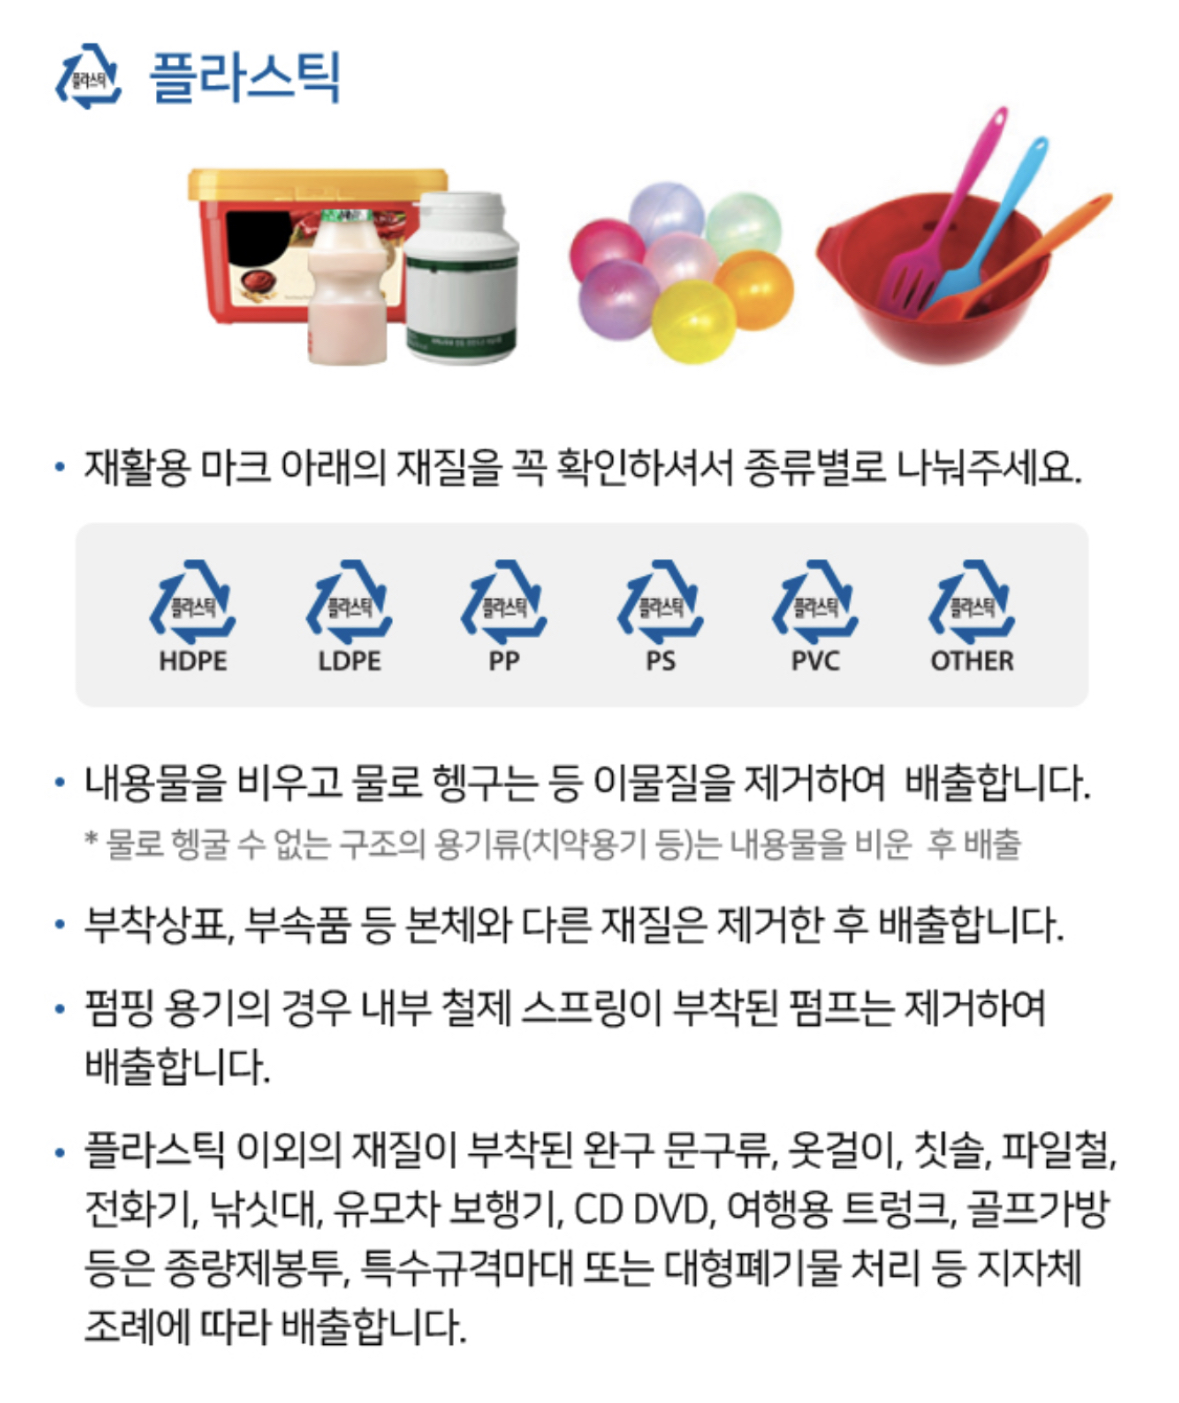 플라스틱 플라스틱
재활용 마크 아래의 재질을 꼭 확인하셔서 종류별로 나눠주세요.
플라스틱 플라스틱 플라스틱 플라스틱 플라스틱 플라스틱
HDPE LDPE PP PS PVC OTHER
내용물을 비우고 물로 헹구는 등 이물질을 제거하여 배출합니다.
* 물로 헹굴 수 없는 구조의 용기류(치약용기 등)는 내용물을 비운 후 배출
부착상표, 부속품 등 본체와 다른 재질은 제거한 후 배출합니다.
펌핑 용기의 경우 내부 철제 스프링이 부착된 펌프는 제거하여
배출합니다.
플라스틱 이외의 재질이 부착된 완구 문구류, 옷걸이, 칫솔, 파일철,
전화기, 낚싯대, 유모차 보행기, CD DVD, 여행용 트렁크, 골프가방
등은 종량제봉투, 특수규격마대 또는 대형폐기물 처리 등 지자체
조례에 따라 배출합니다.